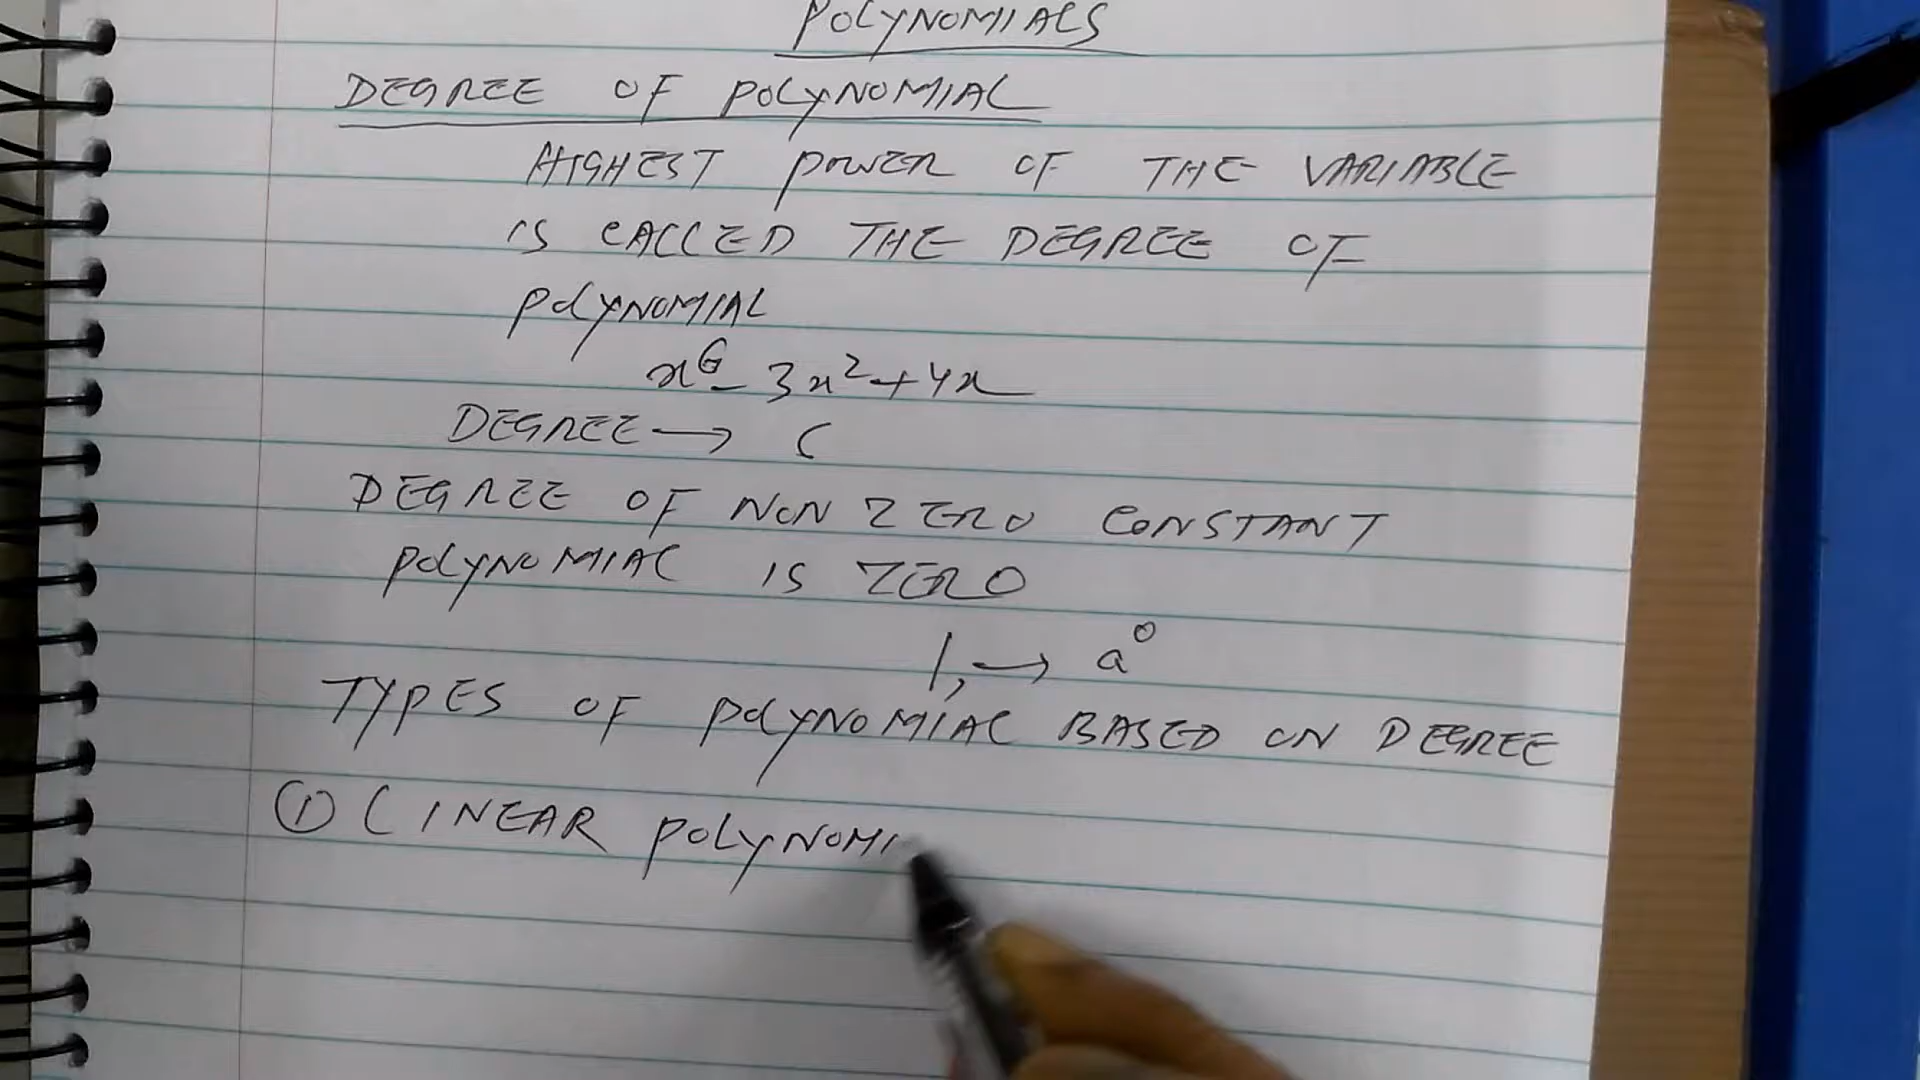 POLYNOMIALS
DEGREE OF POLYNOMIAL
HIGHEST POWER OF THE VARIABLE
IS CALLED THE DEGREE OF
POLYNOMIAL
x⁶ - 3x² + 4x
DEGREE → 6
DEGREE OF NON ZERO CONSTANT
POLYNOMIAL IS ZERO
1, → a⁰
TYPES OF POLYNOMIAL BASED ON DEGREE
① LINEAR POLYNOMI